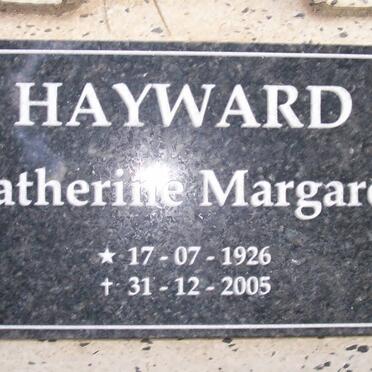 HAYWARD
atherine Margare
★ 17 - 07 - 1926
† 31 - 12 - 2005